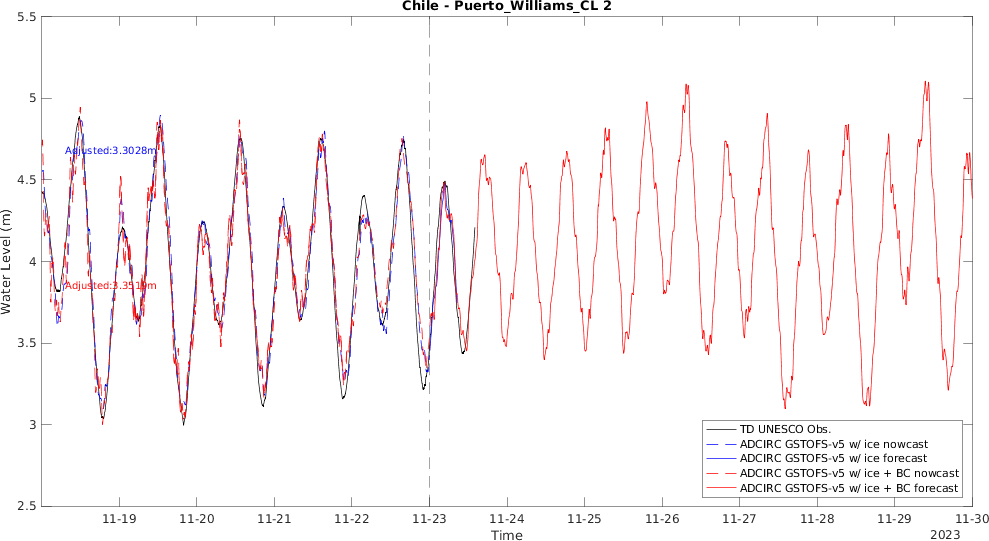 Chile - Puerto_Williams_CL 2
5.5
5
4.5
4
3.5
3
2.5
Water Level (m)
Adjusted:3.3028m
Adjusted:3.3519m
TD UNESCO Obs.
ADCIRC GSTOFS-v5 w/ ice nowcast
ADCIRC GSTOFS-v5 w/ ice forecast
ADCIRC GSTOFS-v5 w/ ice + BC nowcast
ADCIRC GSTOFS-v5 w/ ice + BC forecast
11-19 11-20 11-21 11-22 11-23 11-24 11-25 11-26 11-27 11-28 11-29 11-30
Time
2023